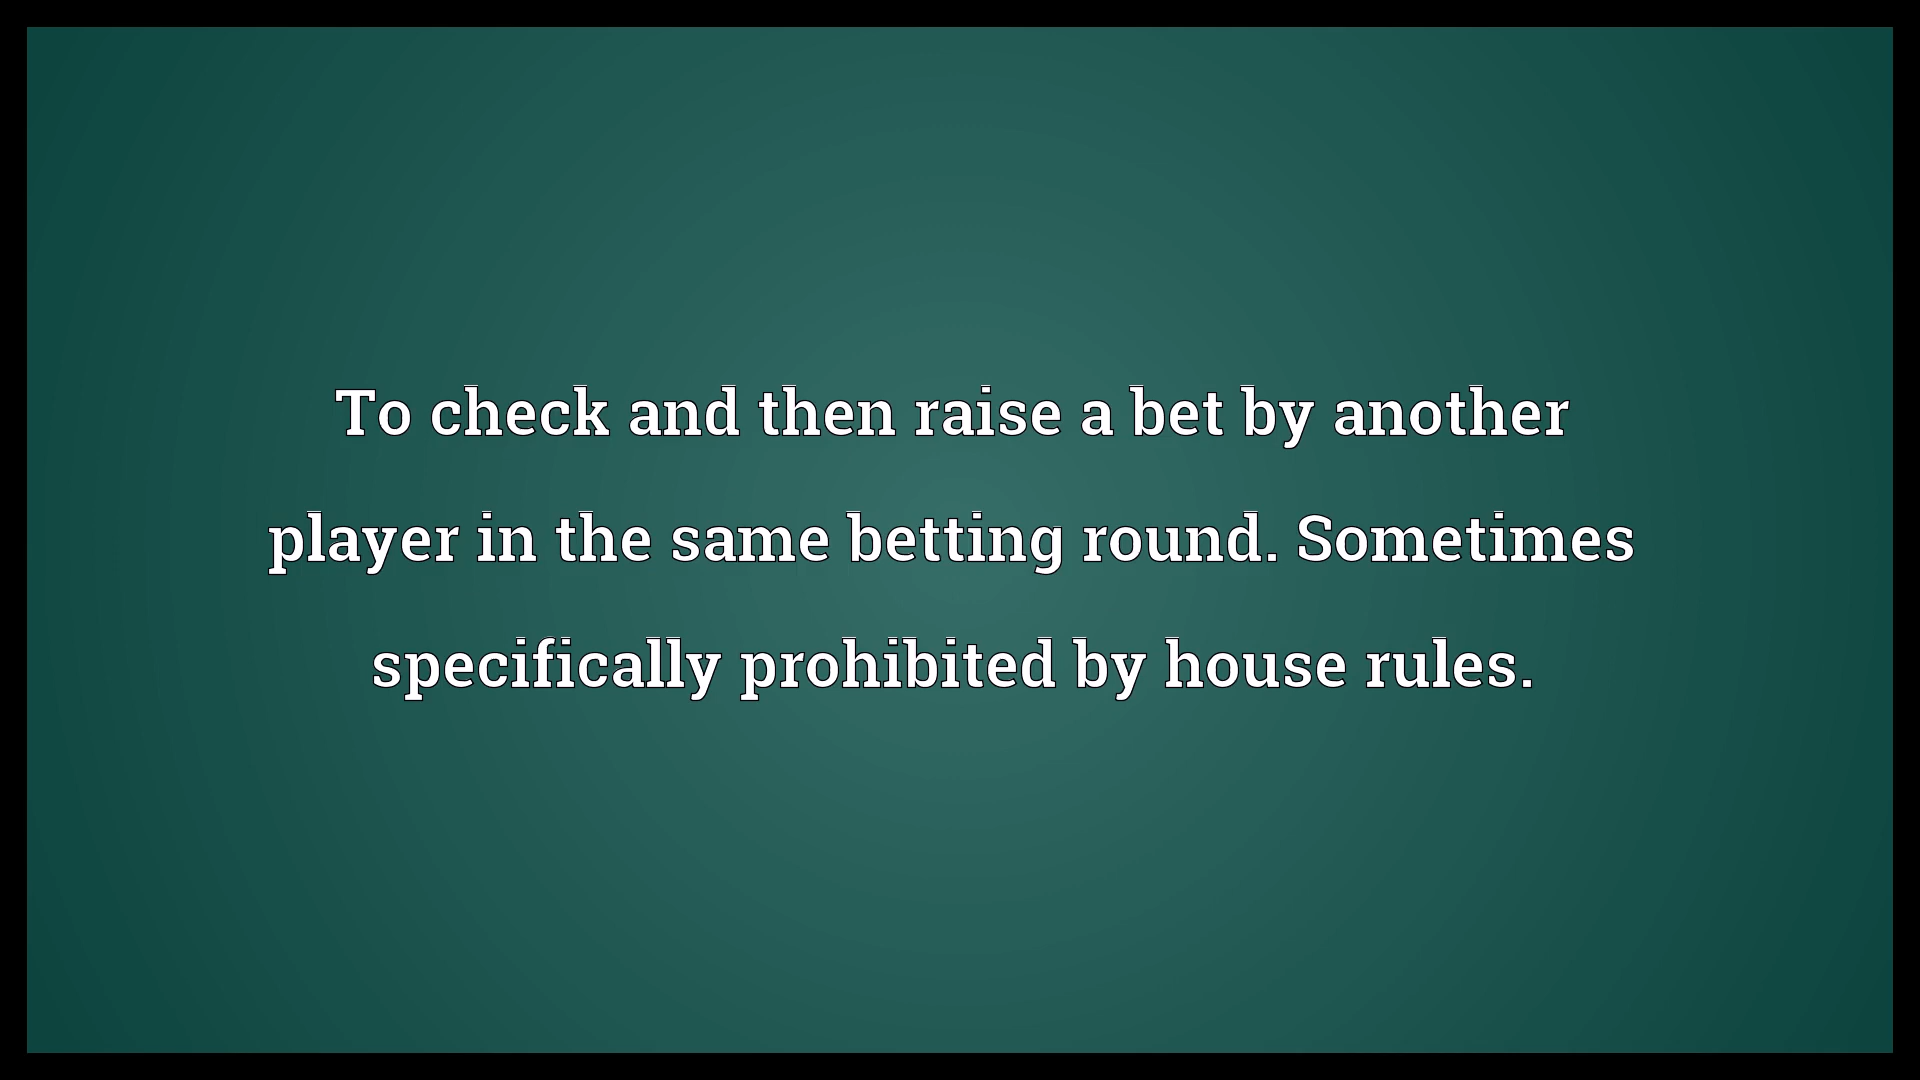 To check and then raise a bet by another
player in the same betting round. Sometimes
specifically prohibited by house rules.